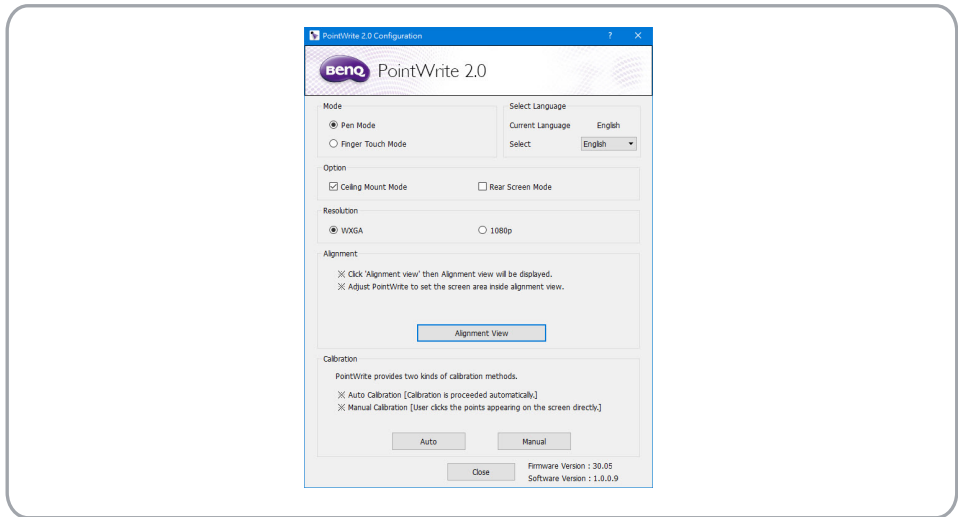 PointWrite 2.0 Configuration
BenQ PointWrite 2.0
Mode
Pen Mode
Finger Touch Mode
Select Language
Current Language English
Select English
Option
Ceiling Mount Mode Rear Screen Mode
Resolution
WXGA 1080p
Alignment
※ Click 'Alignment view' then Alignment view will be displayed.
※ Adjust PointWrite to set the screen area inside alignment view.
Alignment View
Calibration
PointWrite provides two kinds of calibration methods.
※ Auto Calibration [Calibration is proceeded automatically.]
※ Manual Calibration [User clicks the points appearing on the screen directly.]
Auto Manual
Close
Firmware Version : 30.05
Software Version : 1.0.0.9